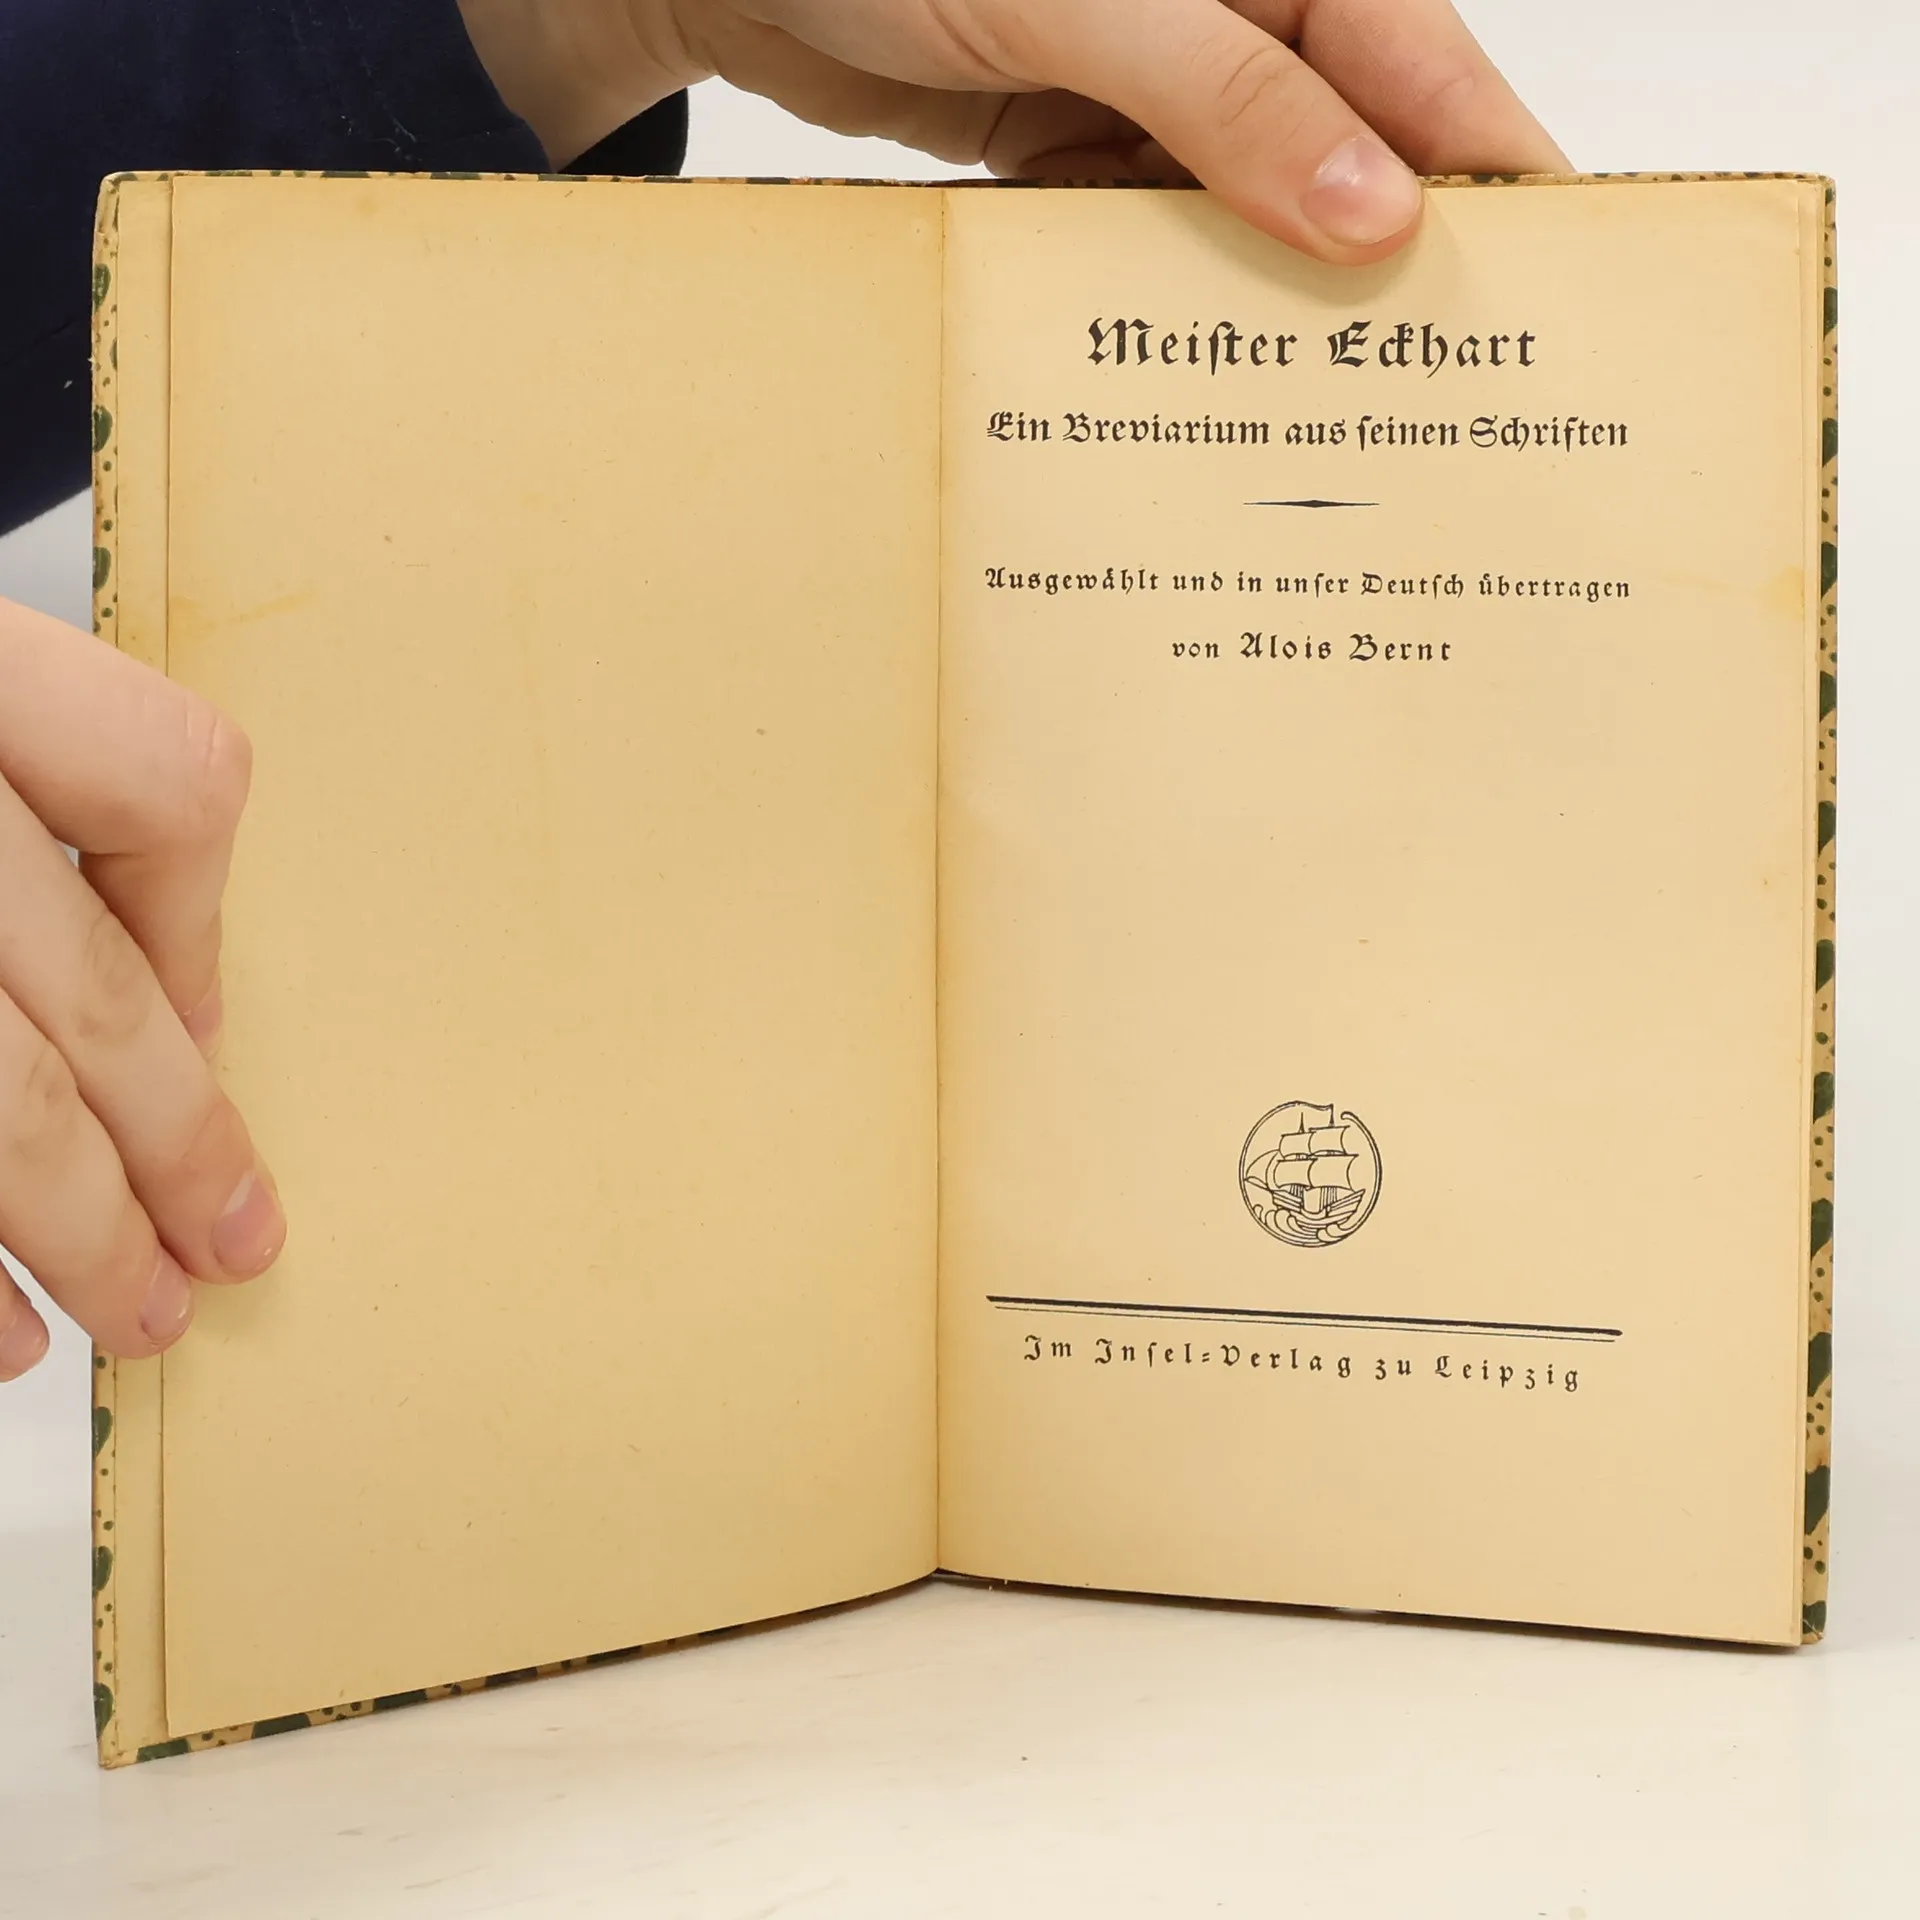 Meiſter Eckhart
Ein Breviarium aus ſeinen Schriften
Ausgewählt und in unſer Deutſch übertragen
von Alois Bernt
Im Inſel=Verlag zu Leipzig